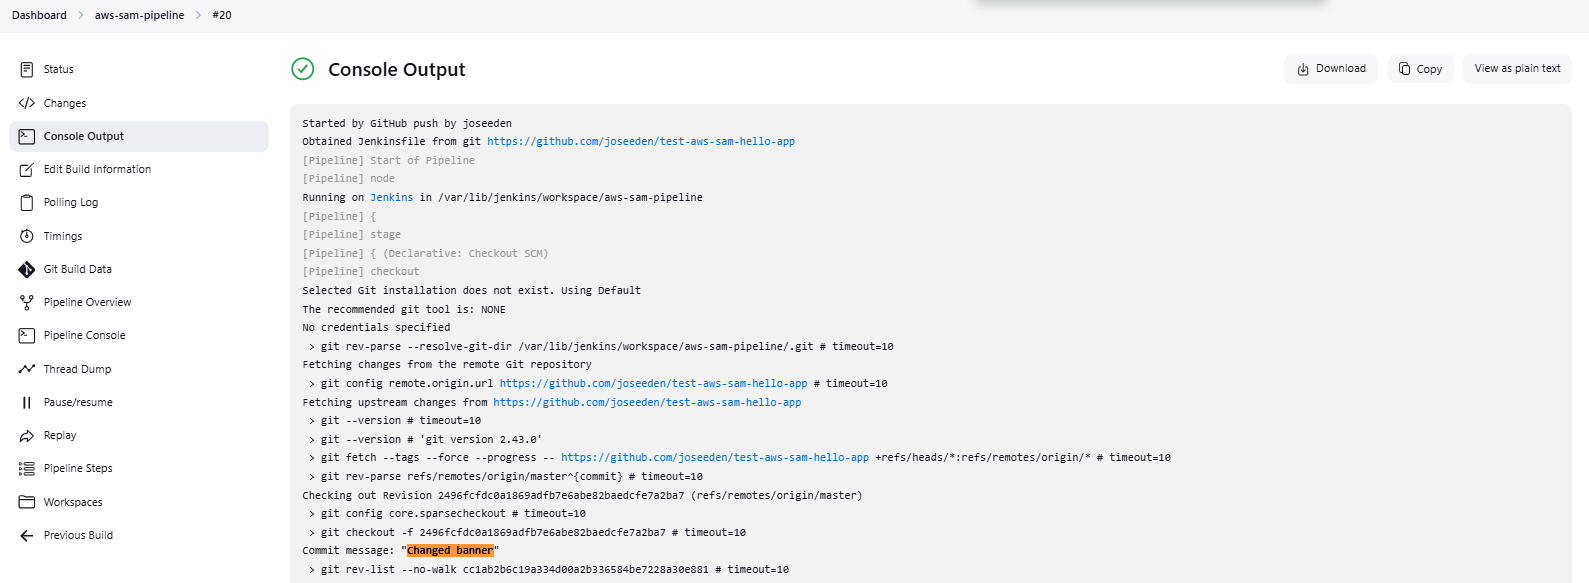 Dashboard > aws-sam-pipeline > #20
Status
Changes
Console Output
Edit Build Information
Polling Log
Timings
Git Build Data
Pipeline Overview
Pipeline Console
Thread Dump
Pause/resume
Replay
Pipeline Steps
Workspaces
Previous Build
Console Output
Download
Copy
View as plain text
Started by GitHub push by joseeden
Obtained Jenkinsfile from git https://github.com/joseeden/test-aws-sam-hello-app
[Pipeline] Start of Pipeline
[Pipeline] node
Running on Jenkins in /var/lib/jenkins/workspace/aws-sam-pipeline
[Pipeline] {
[Pipeline] stage
[Pipeline] { (Declarative: Checkout SCM)
[Pipeline] checkout
Selected Git installation does not exist. Using Default
The recommended git tool is: NONE
No credentials specified
> git rev-parse --resolve-git-dir /var/lib/jenkins/workspace/aws-sam-pipeline/.git # timeout=10
Fetching changes from the remote Git repository
> git config remote.origin.url https://github.com/joseeden/test-aws-sam-hello-app # timeout=10
Fetching upstream changes from https://github.com/joseeden/test-aws-sam-hello-app
> git --version # timeout=10
> git --version # 'git version 2.43.0'
> git fetch --tags --force --progress -- https://github.com/joseeden/test-aws-sam-hello-app +refs/heads/*:refs/remotes/origin/* # timeout=10
> git rev-parse refs/remotes/origin/master^{commit} # timeout=10
Checking out Revision 2496fcfdc0a1869adfb7e6abe82baedcfe7a2ba7 (refs/remotes/origin/master)
> git config core.sparsecheckout # timeout=10
> git checkout -f 2496fcfdc0a1869adfb7e6abe82baedcfe7a2ba7 # timeout=10
Commit message: "Changed banner"
> git rev-list --no-walk cc1ab2b6c19a334d00a2b336584be7228a30e881 # timeout=10